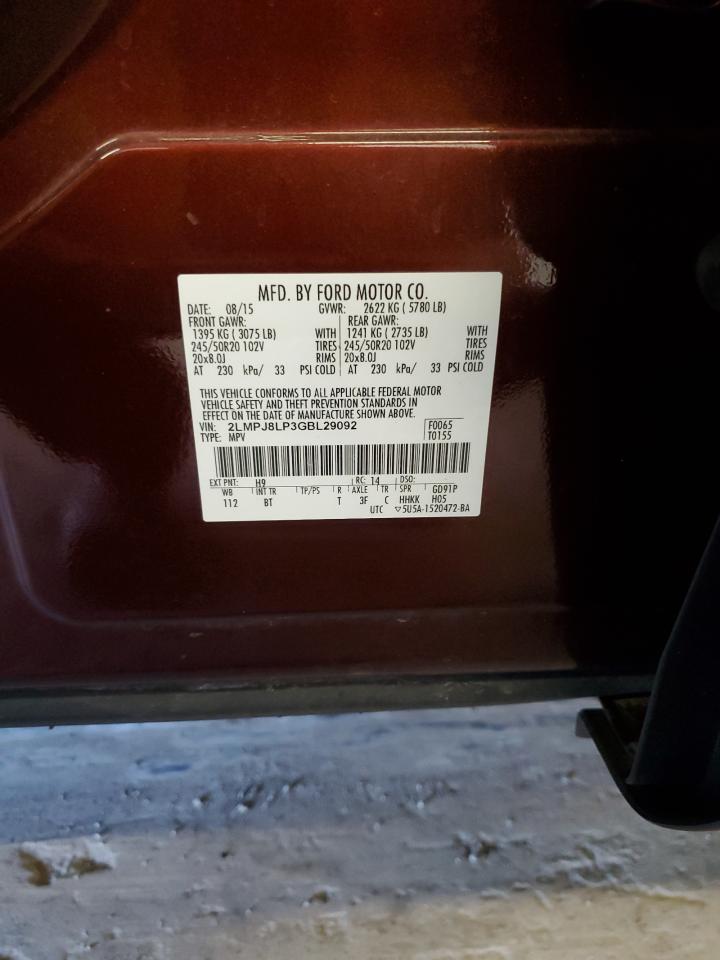 MFD. BY FORD MOTOR CO.
DATE: 08/15 GVWR: 2622 KG ( 5780 LB)
FRONT GAWR: REAR GAWR:
1395 KG ( 3075 LB) WITH 1241 KG ( 2735 LB) WITH
245/50R20 102V TIRES 245/50R20 102V TIRES
20x8.0J RIMS 20x8.0J RIMS
AT 230 kPa/ 33 PSI COLD AT 230 kPa/ 33 PSI COLD
THIS VEHICLE CONFORMS TO ALL APPLICABLE FEDERAL MOTOR
VEHICLE SAFETY AND THEFT PREVENTION STANDARDS IN
EFFECT ON THE DATE OF MANUFACTURE SHOWN ABOVE.
VIN: 2LMPJ8LP3GBL29092 F0065
TYPE: MPV T0155
EXT PNT: H9 RC: 14 DSO:
WB INT TR TP/PS R AXLE TR SPR GD91P
112 BT T 3F C HHKK H05
UTC ▽5U5A-1520472-BA